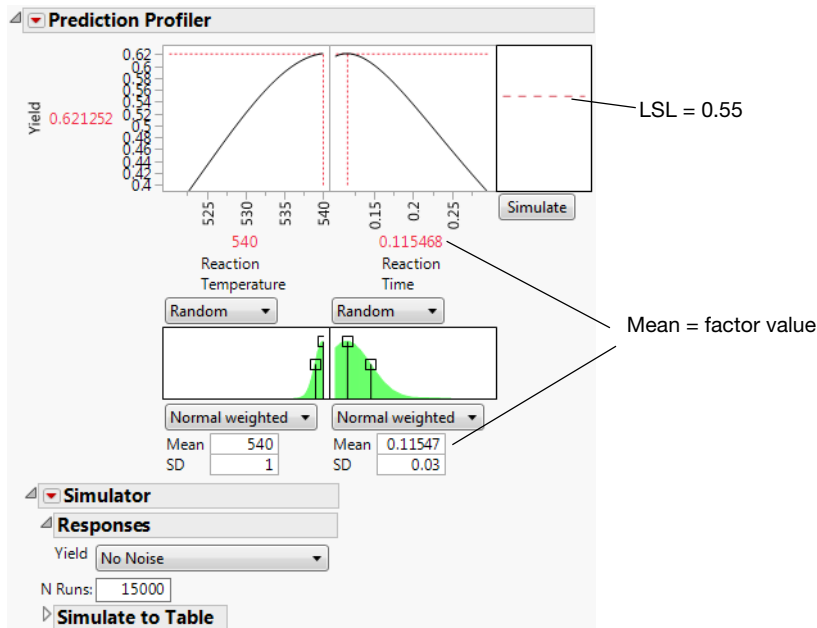 Prediction Profiler
0.62
0.6
0.58
0.56
0.54
0.52
0.5
0.48
0.46
0.44
0.42
0.4
Yield
0.621252
LSL = 0.55
525
530
535
540
0.15
0.2
0.25
Simulate
540
0.115468
Reaction
Temperature
Reaction
Time
Random
Random
Mean = factor value
Normal weighted
Normal weighted
Mean 540
Mean 0.11547
SD 1
SD 0.03
Simulator
Responses
Yield No Noise
N Runs: 15000
Simulate to Table